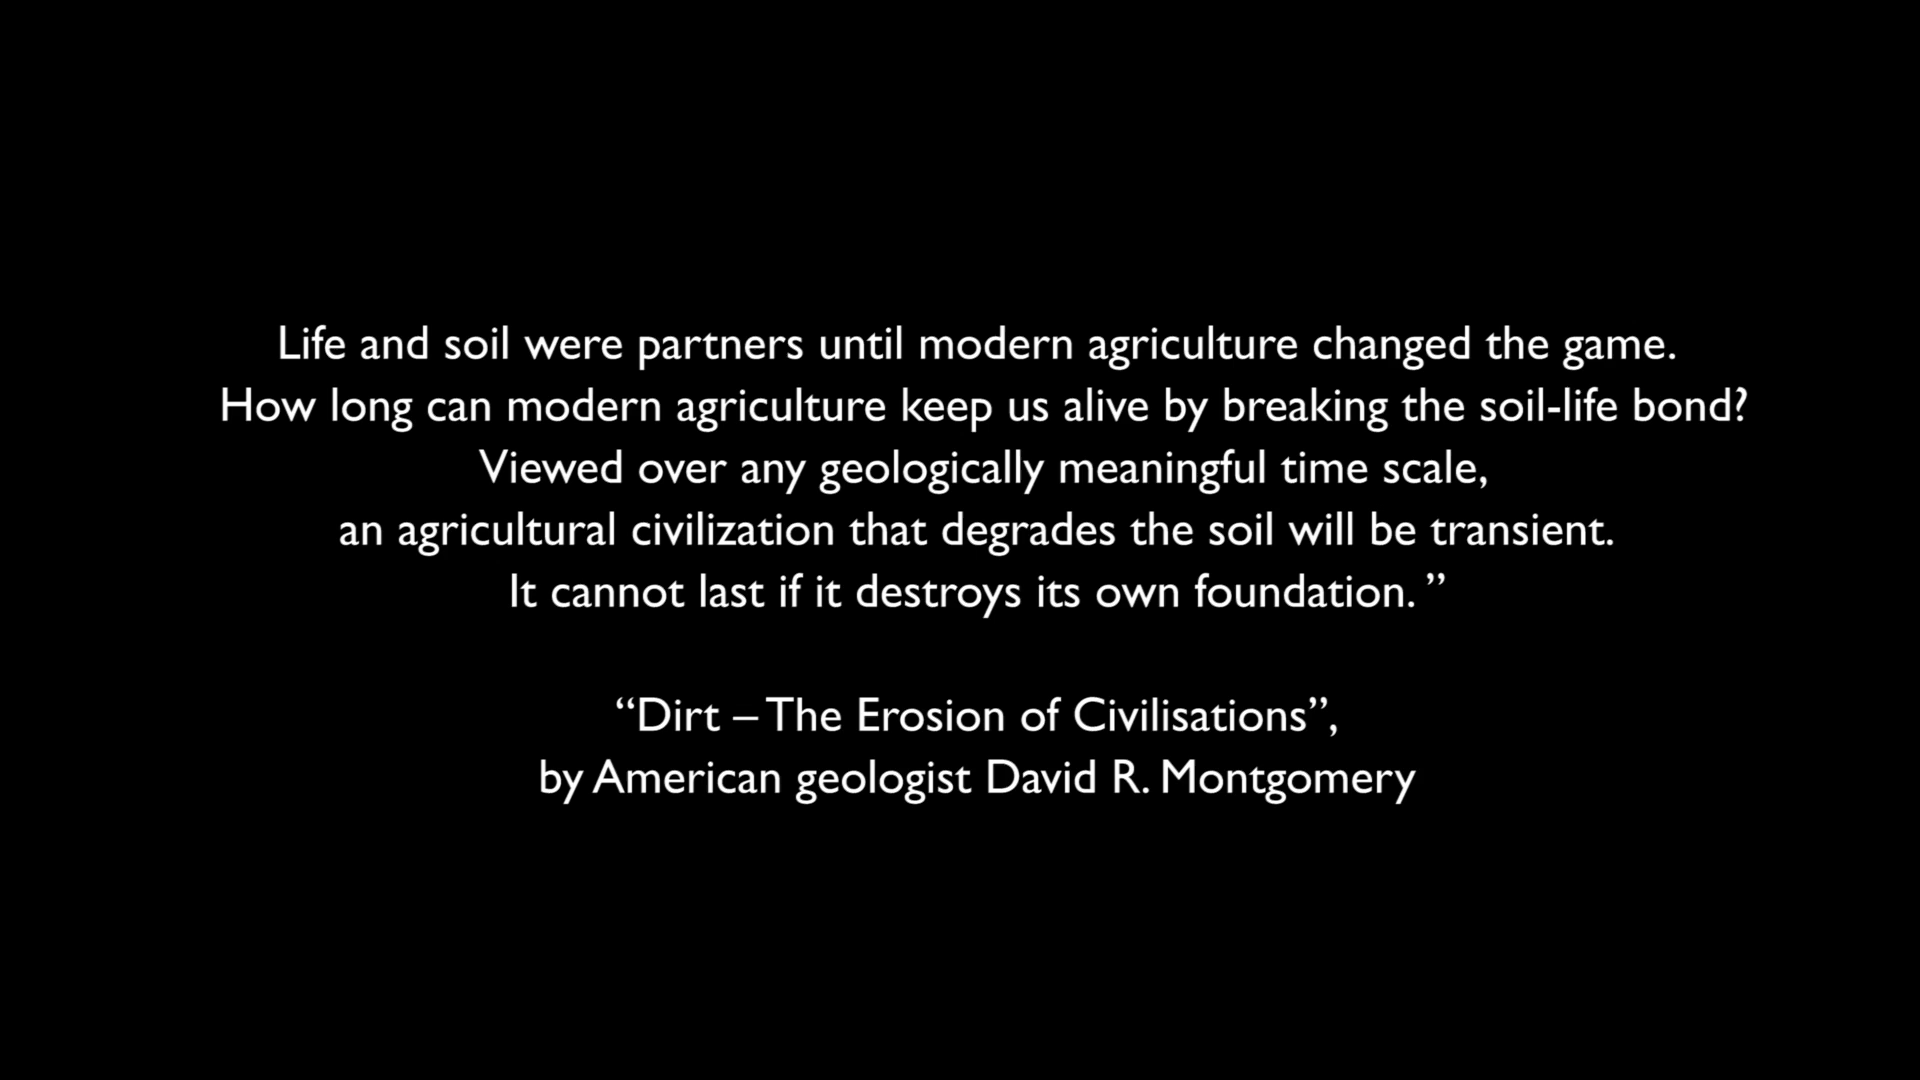 Life and soil were partners until modern agriculture changed the game.
How long can modern agriculture keep us alive by breaking the soil-life bond?
Viewed over any geologically meaningful time scale,
an agricultural civilization that degrades the soil will be transient.
It cannot last if it destroys its own foundation. ”
“Dirt – The Erosion of Civilisations”,
by American geologist David R. Montgomery